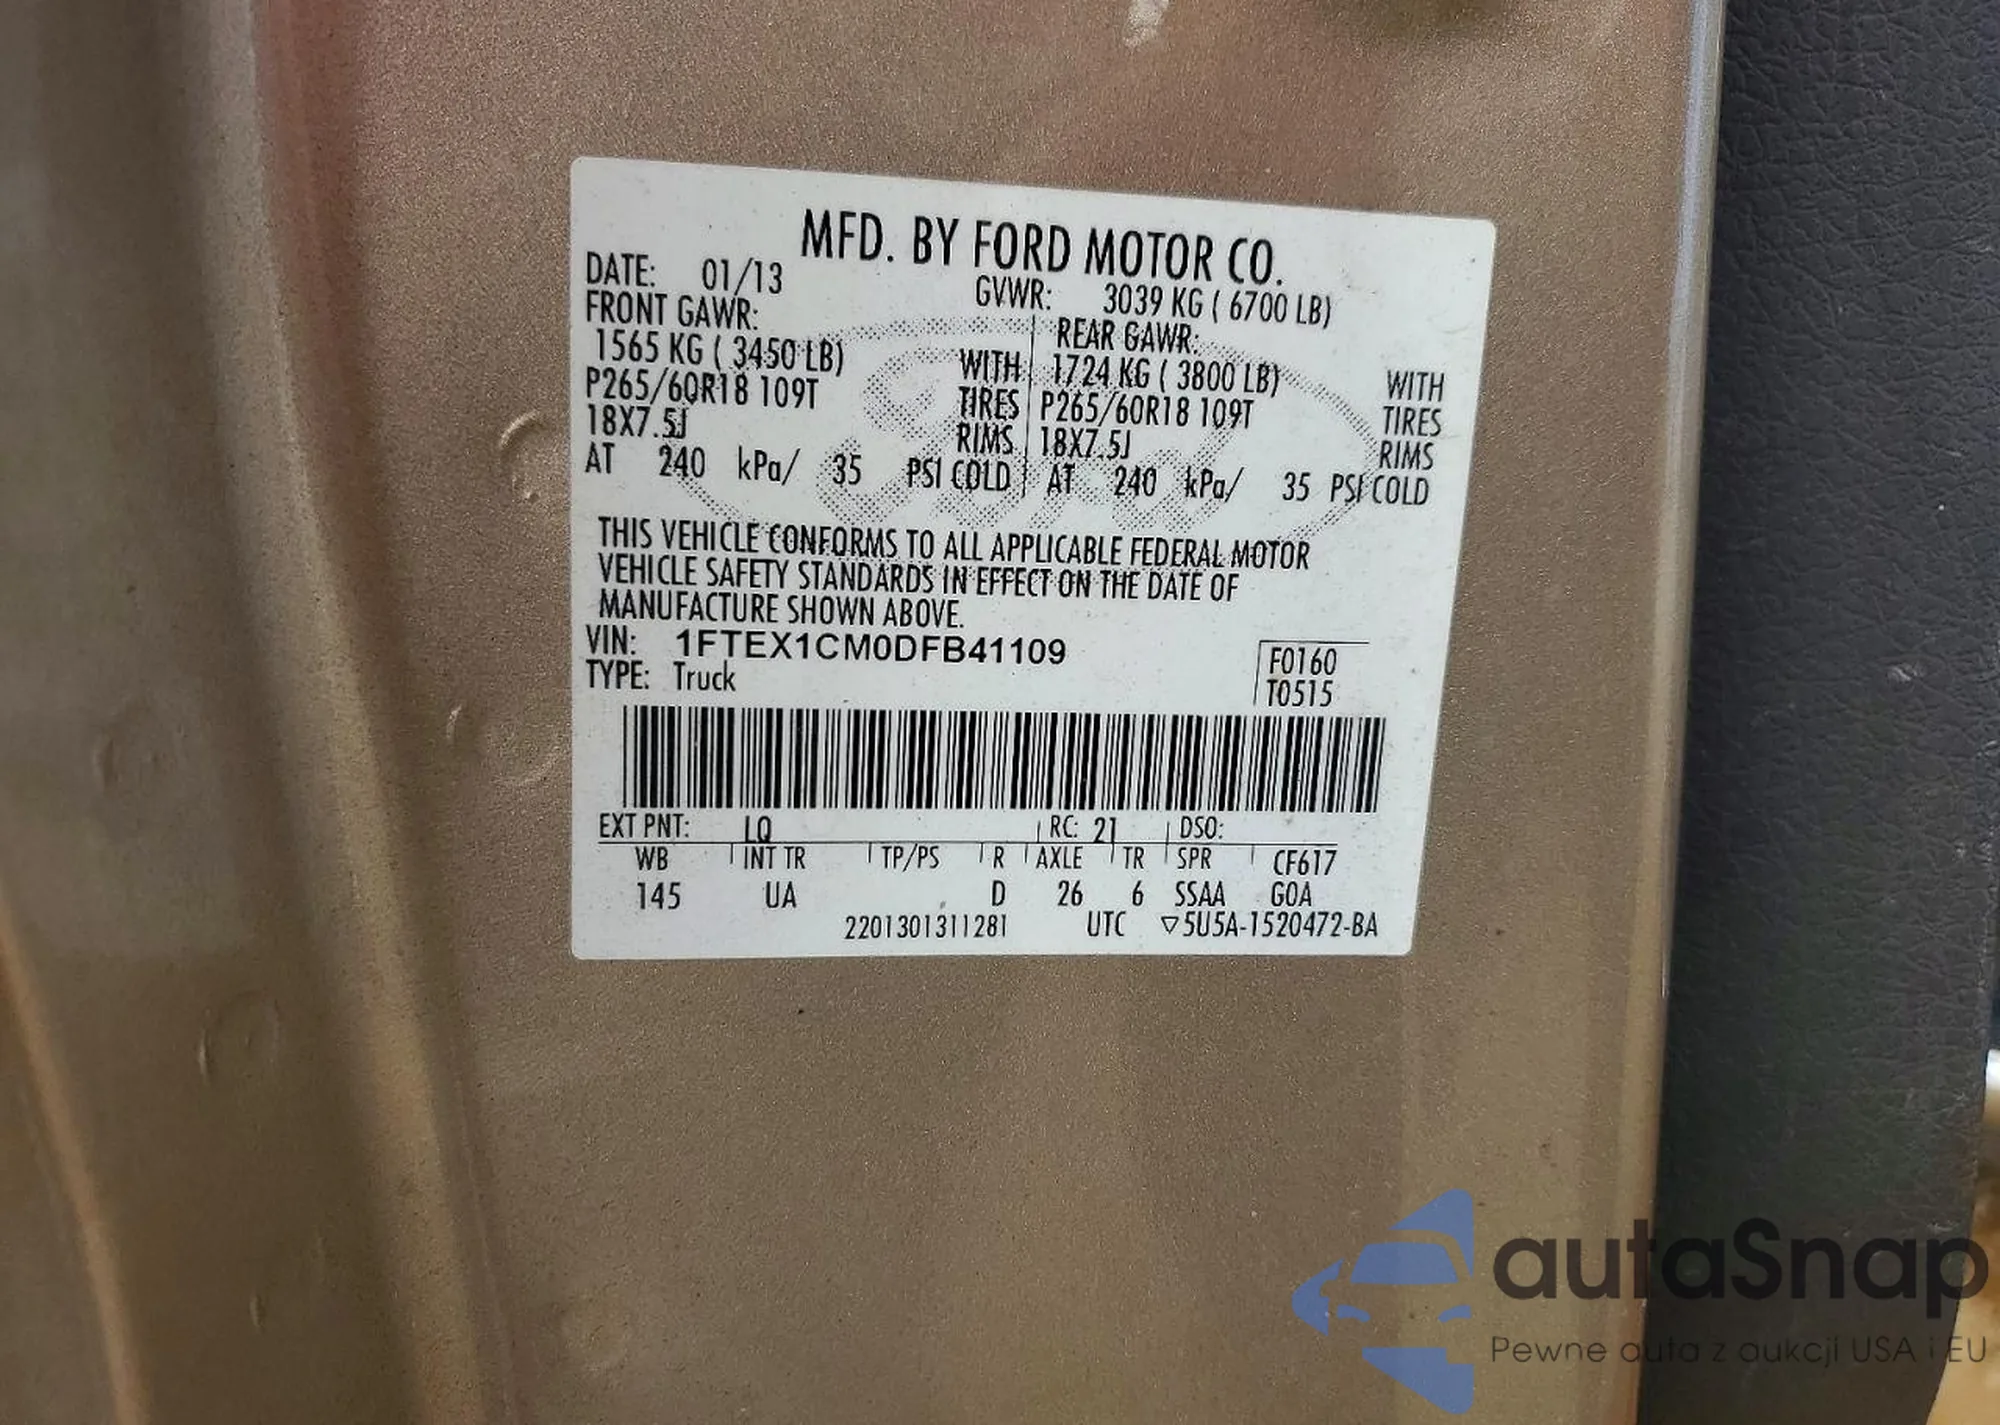 MFD. BY FORD MOTOR CO.
DATE: 01/13 GVWR: 3039 KG ( 6700 LB)
FRONT GAWR: REAR GAWR:
1565 KG ( 3450 LB) WITH 1724 KG ( 3800 LB) WITH
P265/60R18 109T TIRES P265/60R18 109T TIRES
18X7.5J RIMS 18X7.5J RIMS
AT 240 kPa/ 35 PSI COLD AT 240 kPa/ 35 PSI COLD
THIS VEHICLE CONFORMS TO ALL APPLICABLE FEDERAL MOTOR
VEHICLE SAFETY STANDARDS IN EFFECT ON THE DATE OF
MANUFACTURE SHOWN ABOVE.
VIN: 1FTEX1CM0DFB41109 F0160
TYPE: Truck T0515
EXT PNT: LQ RC: 21 DSO:
WB INT TR TP/PS R AXLE TR SPR CF617
145 UA D 26 6 SSAA GOA
2201301311281 UTC ▽5U5A-1520472-BA
autaSnap
Pewne auta z aukcji USA i EU